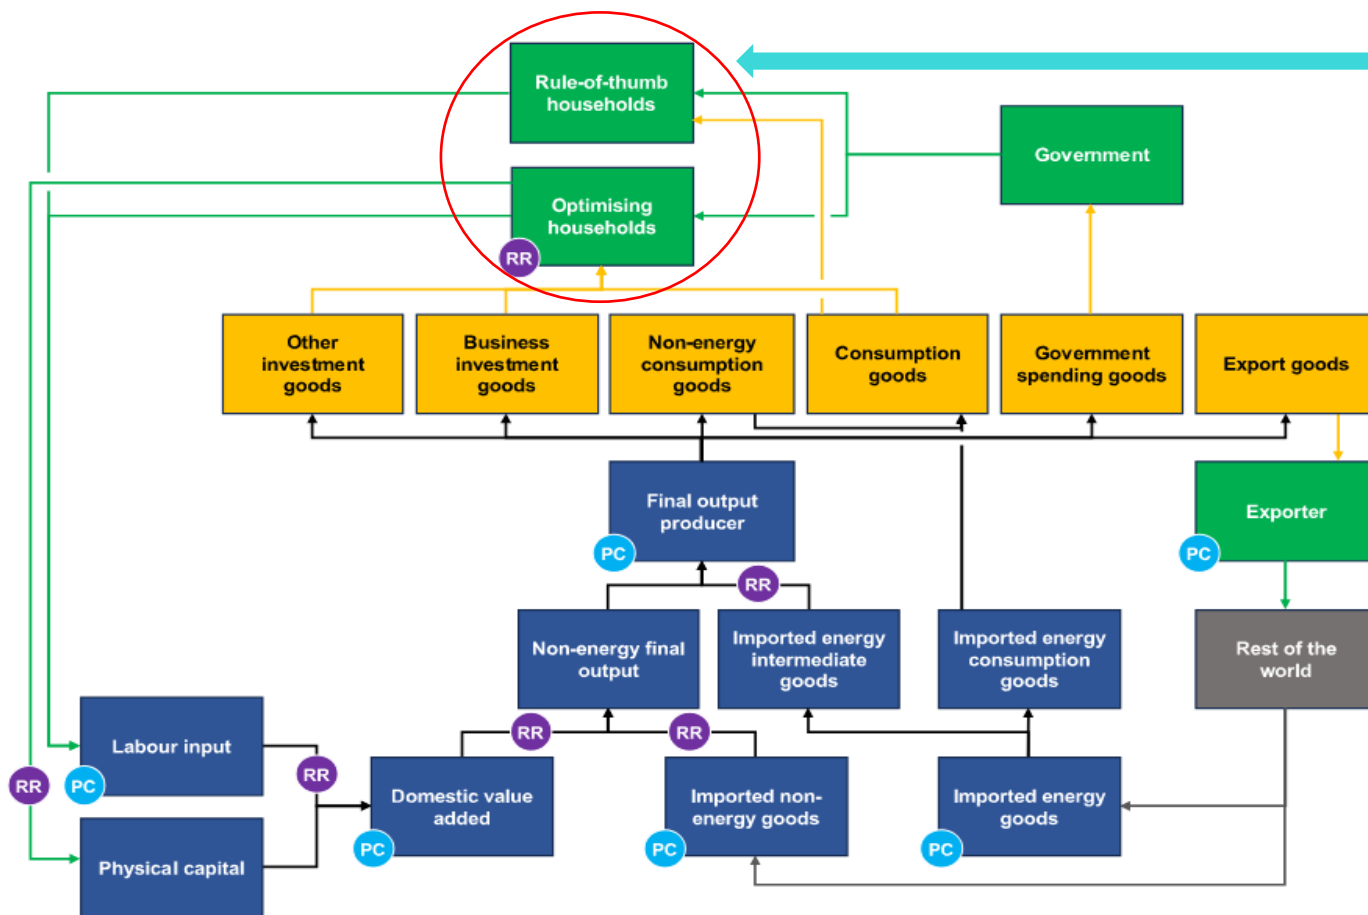 Rule-of-thumb
households
Government
Optimising
households
RR
Other
investment
goods
Business
investment
goods
Non-energy
consumption
goods
Consumption
goods
Government
spending goods
Export goods
Final output
producer
PC
Exporter
PC
RR
Non-energy final
output
Imported energy
intermediate
goods
Imported energy
consumption
goods
Rest of the
world
Labour input
PC
RR
RR
RR
RR
Domestic value
added
PC
Imported non-
energy goods
PC
Imported energy
goods
PC
Physical capital